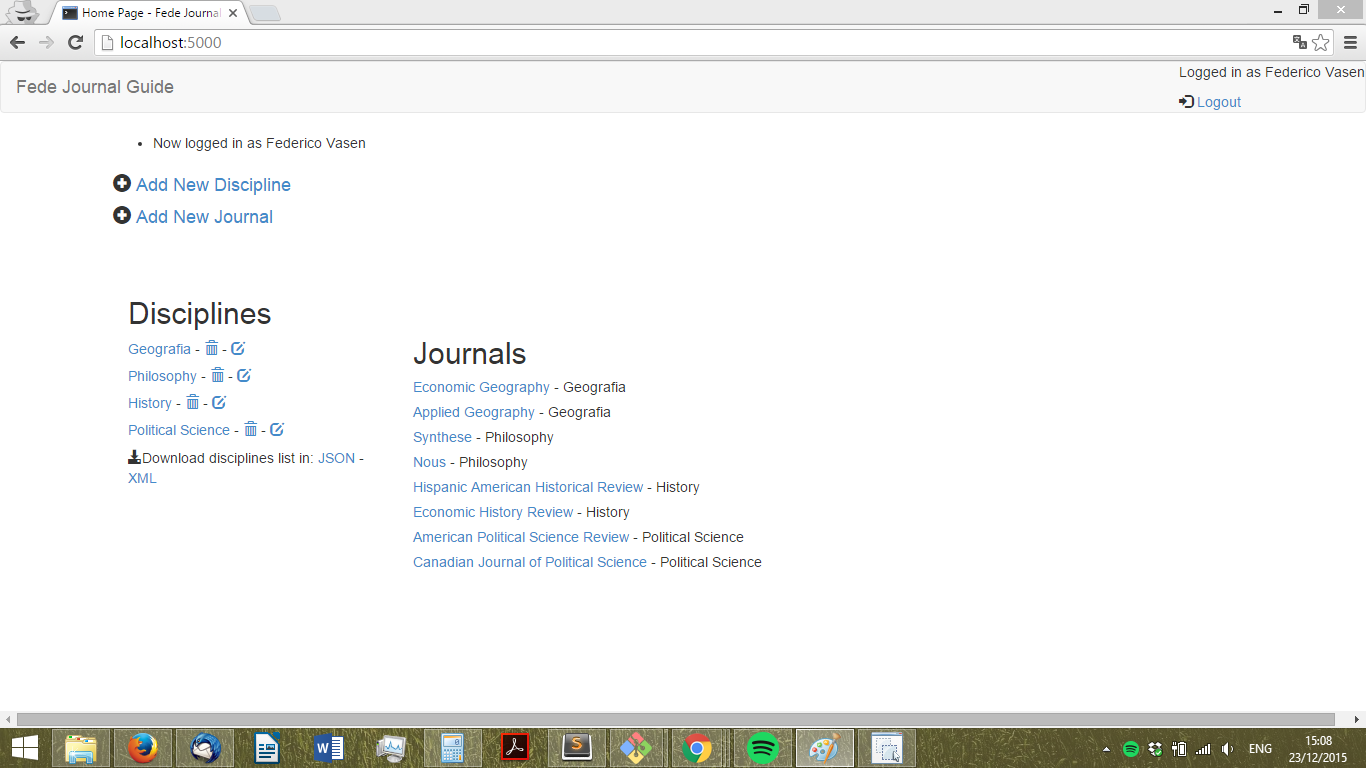 Home Page - Fede Journal
localhost:5000
Fede Journal Guide
Logged in as Federico Vasen
Logout
Now logged in as Federico Vasen
Add New Discipline
Add New Journal
Disciplines
Geografia - -
Philosophy - -
History - -
Political Science - -
Download disciplines list in: JSON -
XML
Journals
Economic Geography - Geografia
Applied Geography - Geografia
Synthese - Philosophy
Nous - Philosophy
Hispanic American Historical Review - History
Economic History Review - History
American Political Science Review - Political Science
Canadian Journal of Political Science - Political Science
ENG
15:08
23/12/2015